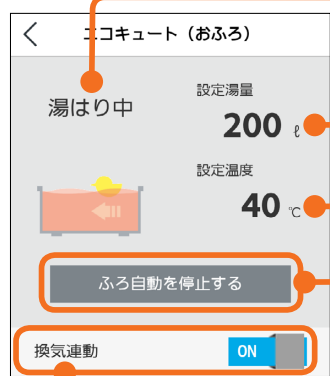 エコキュート（おふろ）
湯はり中
設定湯量
200 ℓ
設定温度
40 ℃
ふろ自動を停止する
換気連動
ON